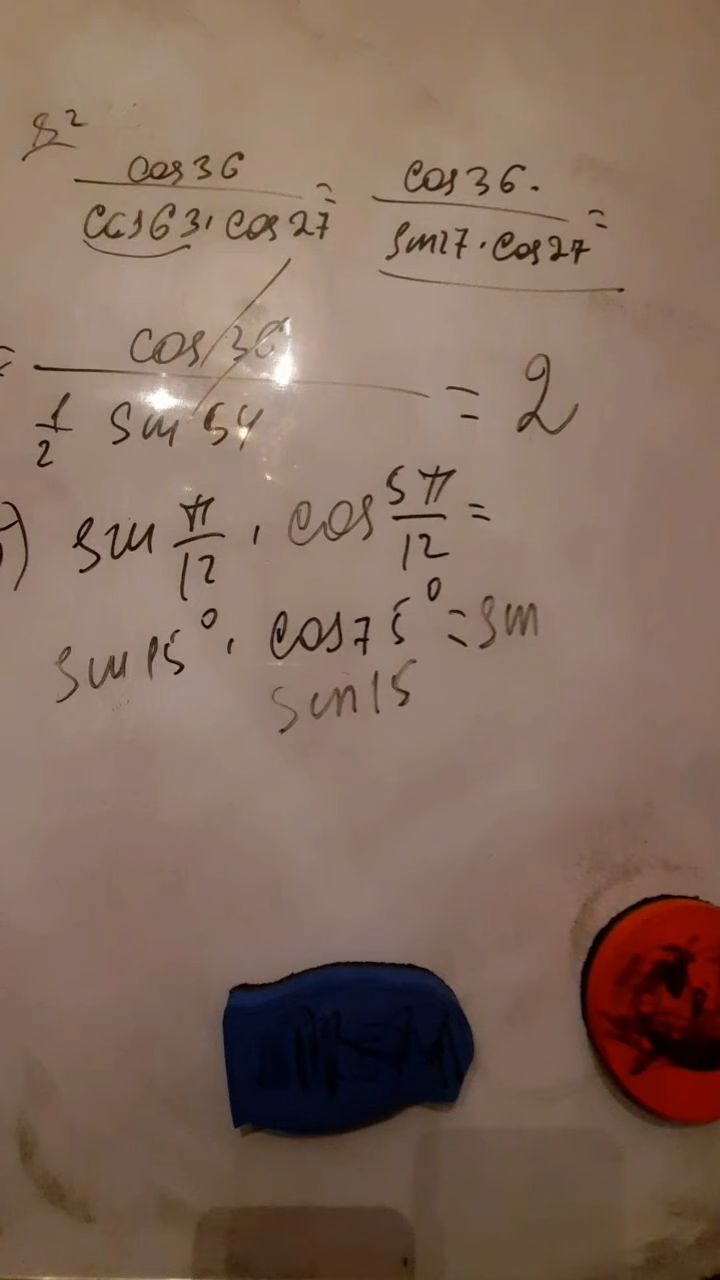 cos36 / cos63 · cos27 = cos36 · / sin27 · cos27 =
= cos36 / 1/2 sin54 = 2
) sin π/12 · cos 5π/12 =
sin15° · cos75° = sin
sin15